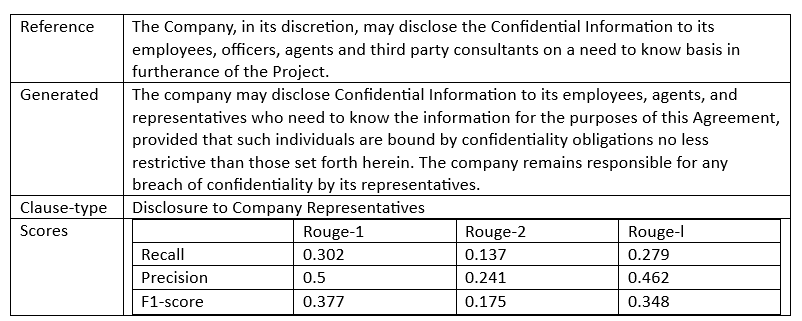 Reference The Company, in its discretion, may disclose the Confidential Information to its
employees, officers, agents and third party consultants on a need to know basis in
furtherance of the Project.
Generated The company may disclose Confidential Information to its employees, agents, and
representatives who need to know the information for the purposes of this Agreement,
provided that such individuals are bound by confidentiality obligations no less
restrictive than those set forth herein. The company remains responsible for any
breach of confidentiality by its representatives.
Clause-type Disclosure to Company Representatives
Scores Rouge-1 Rouge-2 Rouge-l
Recall 0.302 0.137 0.279
Precision 0.5 0.241 0.462
F1-score 0.377 0.175 0.348